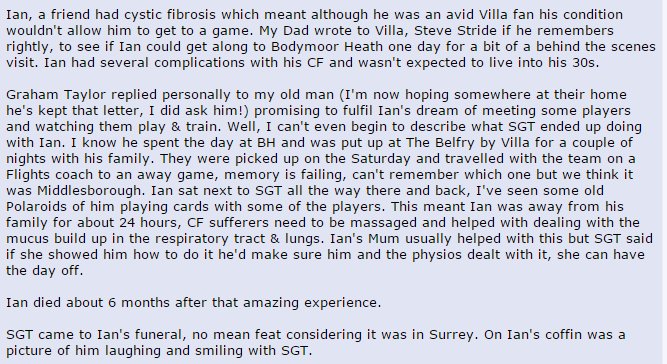 Ian, a friend had cystic fibrosis which meant although he was an avid Villa fan his condition
wouldn't allow him to get to a game. My Dad wrote to Villa, Steve Stride if he remembers
rightly, to see if Ian could get along to Bodymoor Heath one day for a bit of a behind the scenes
visit. Ian had several complications with his CF and wasn't expected to live into his 30s.
Graham Taylor replied personally to my old man (I'm now hoping somewhere at their home
he's kept that letter, I did ask him!) promising to fulfil Ian's dream of meeting some players
and watching them play & train. Well, I can't even begin to describe what SGT ended up doing
with Ian. I know he spent the day at BH and was put up at The Belfry by Villa for a couple of
nights with his family. They were picked up on the Saturday and travelled with the team on a
Flights coach to an away game, memory is failing, can't remember which one but we think it
was Middlesborough. Ian sat next to SGT all the way there and back, I've seen some old
Polaroids of him playing cards with some of the players. This meant Ian was away from his
family for about 24 hours, CF sufferers need to be massaged and helped with dealing with the
mucus build up in the respiratory tract & lungs. Ian's Mum usually helped with this but SGT said
if she showed him how to do it he'd make sure him and the physios dealt with it, she can have
the day off.
Ian died about 6 months after that amazing experience.
SGT came to Ian's funeral, no mean feat considering it was in Surrey. On Ian's coffin was a
picture of him laughing and smiling with SGT.